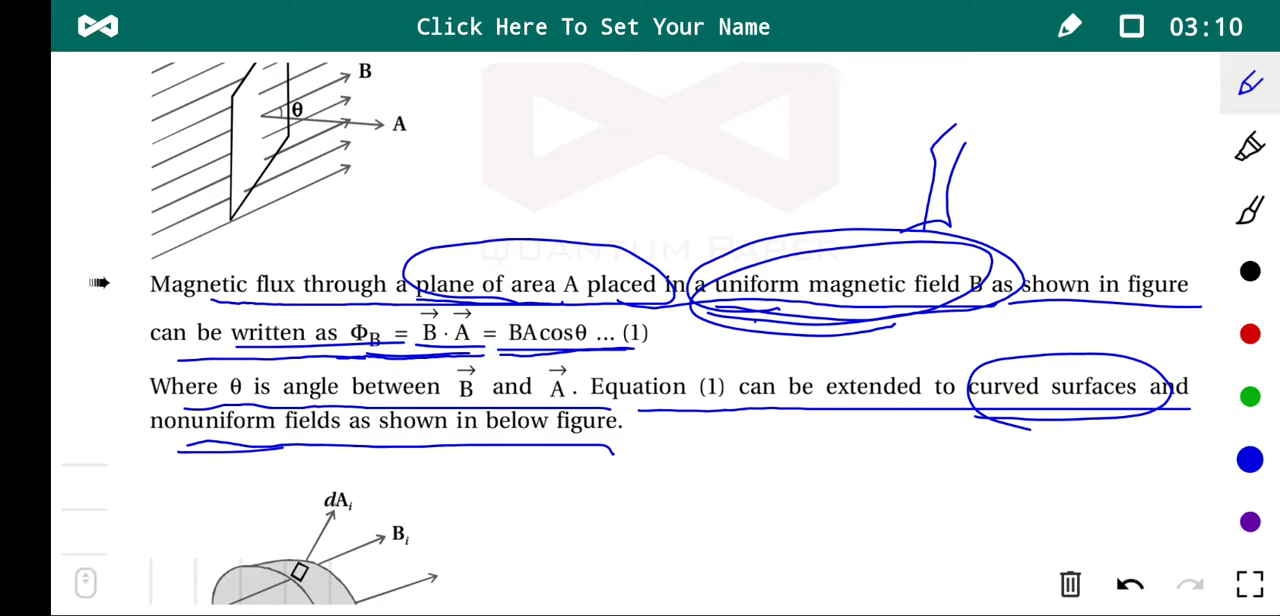 Click Here To Set Your Name
03:10
B
θ
A
QUANTUM PAPER
Magnetic flux through a plane of area A placed in a uniform magnetic field B as shown in figure
can be written as Φ_B = B⃗ · A⃗ = BAcosθ ... (1)
Where θ is angle between B⃗ and A⃗. Equation (1) can be extended to curved surfaces and
nonuniform fields as shown in below figure.
dA_i
B_i